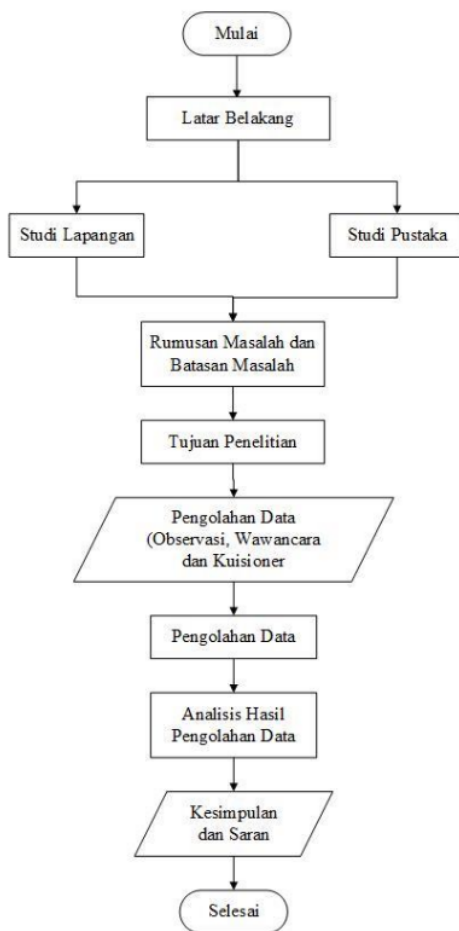 Mulai
Latar Belakang
Studi Lapangan
Studi Pustaka
Rumusan Masalah dan
Batasan Masalah
Tujuan Penelitian
Pengolahan Data
(Observasi, Wawancara
dan Kuisioner
Pengolahan Data
Analisis Hasil
Pengolahan Data
Kesimpulan
dan Saran
Selesai